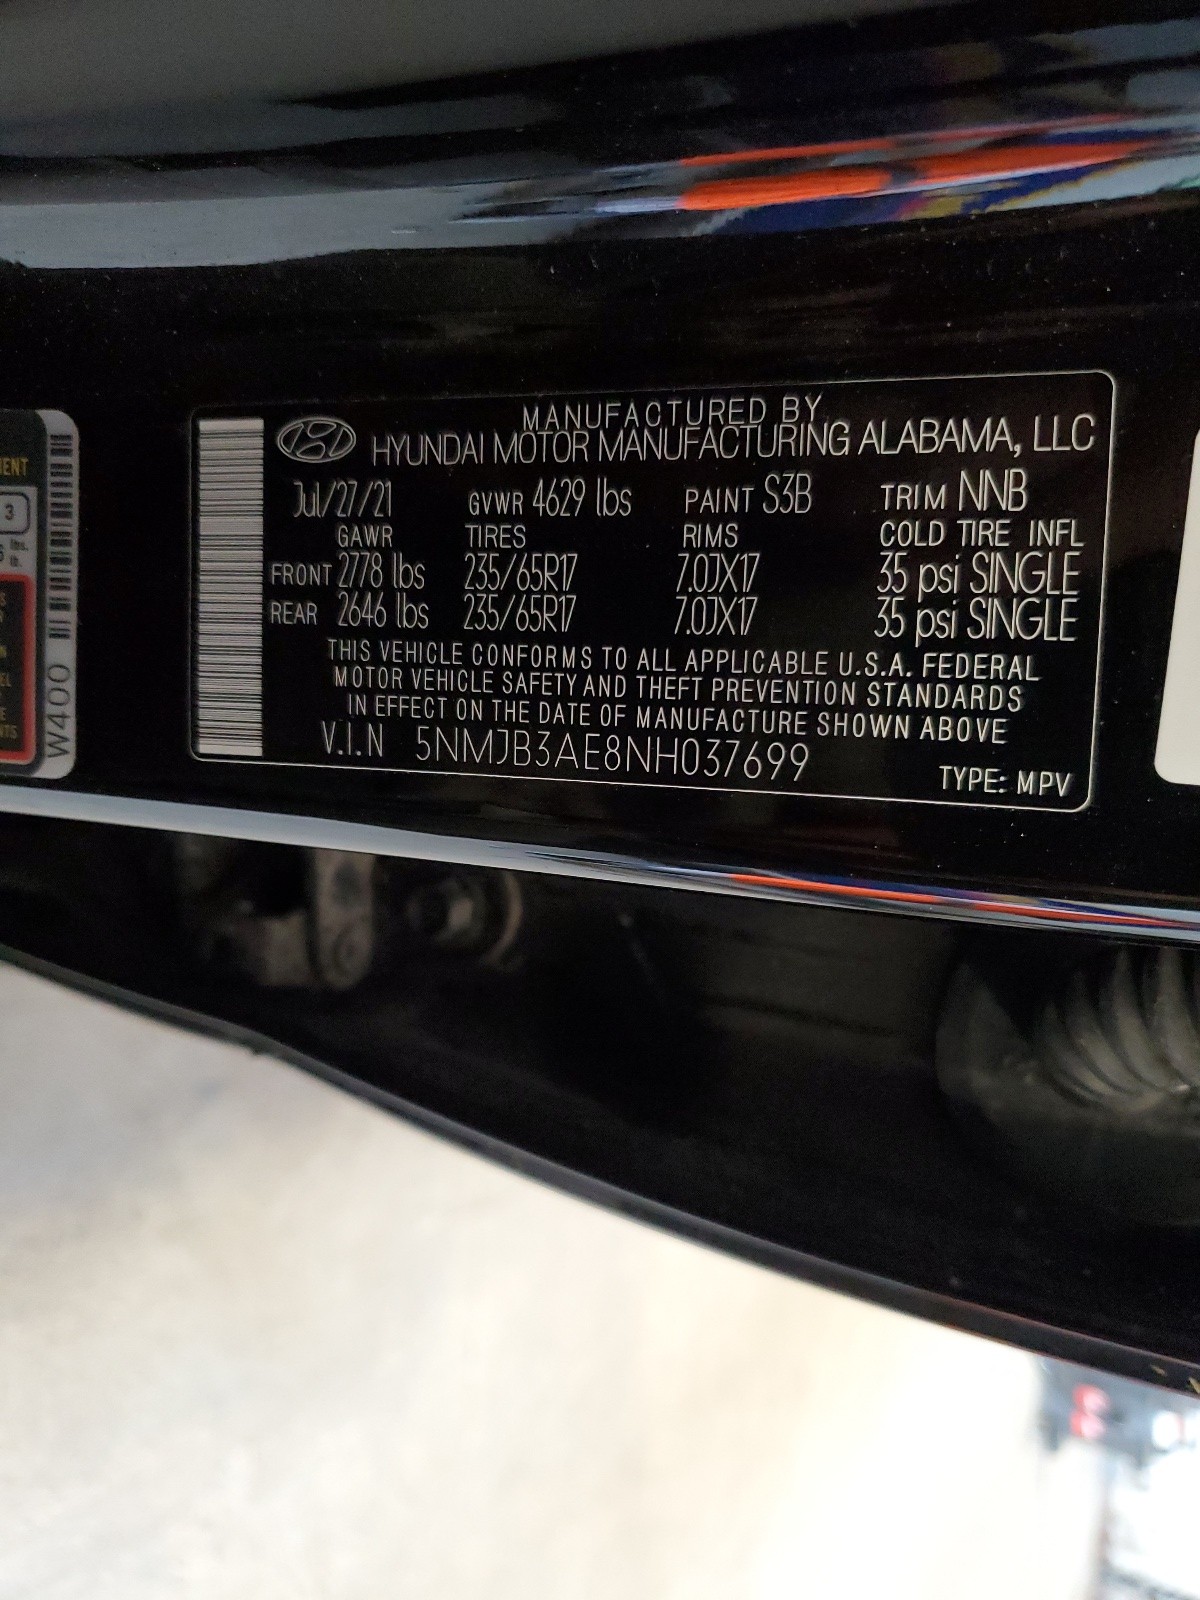 MANUFACTURED BY
HYUNDAI MOTOR MANUFACTURING ALABAMA, LLC
Jul/27/21 GVWR 4629 lbs PAINT S3B TRIM NNB
GAWR TIRES RIMS COLD TIRE INFL
FRONT 2778 lbs 235/65R17 7.0JX17 35 psi SINGLE
REAR 2646 lbs 235/65R17 7.0JX17 35 psi SINGLE
THIS VEHICLE CONFORMS TO ALL APPLICABLE U.S.A. FEDERAL
MOTOR VEHICLE SAFETY AND THEFT PREVENTION STANDARDS
IN EFFECT ON THE DATE OF MANUFACTURE SHOWN ABOVE
V.I.N 5NMJB3AE8NH037699
TYPE: MPV
W400
3
lbs.
lb.